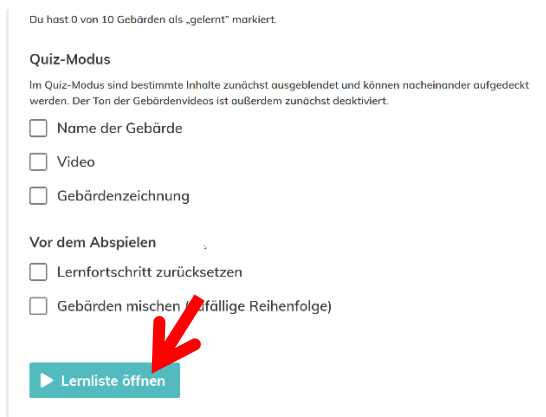 Du hast 0 von 10 Gebärden als „gelernt" markiert.
Quiz-Modus
Im Quiz-Modus sind bestimmte Inhalte zunächst ausgeblendet und können nacheinander aufgedeckt
werden. Der Ton der Gebärdenvideos ist außerdem zunächst deaktiviert.
Name der Gebärde
Video
Gebärdenzeichnung
Vor dem Abspielen
Lernfortschritt zurücksetzen
Gebärden mischen (zufällige Reihenfolge)
Lernliste öffnen